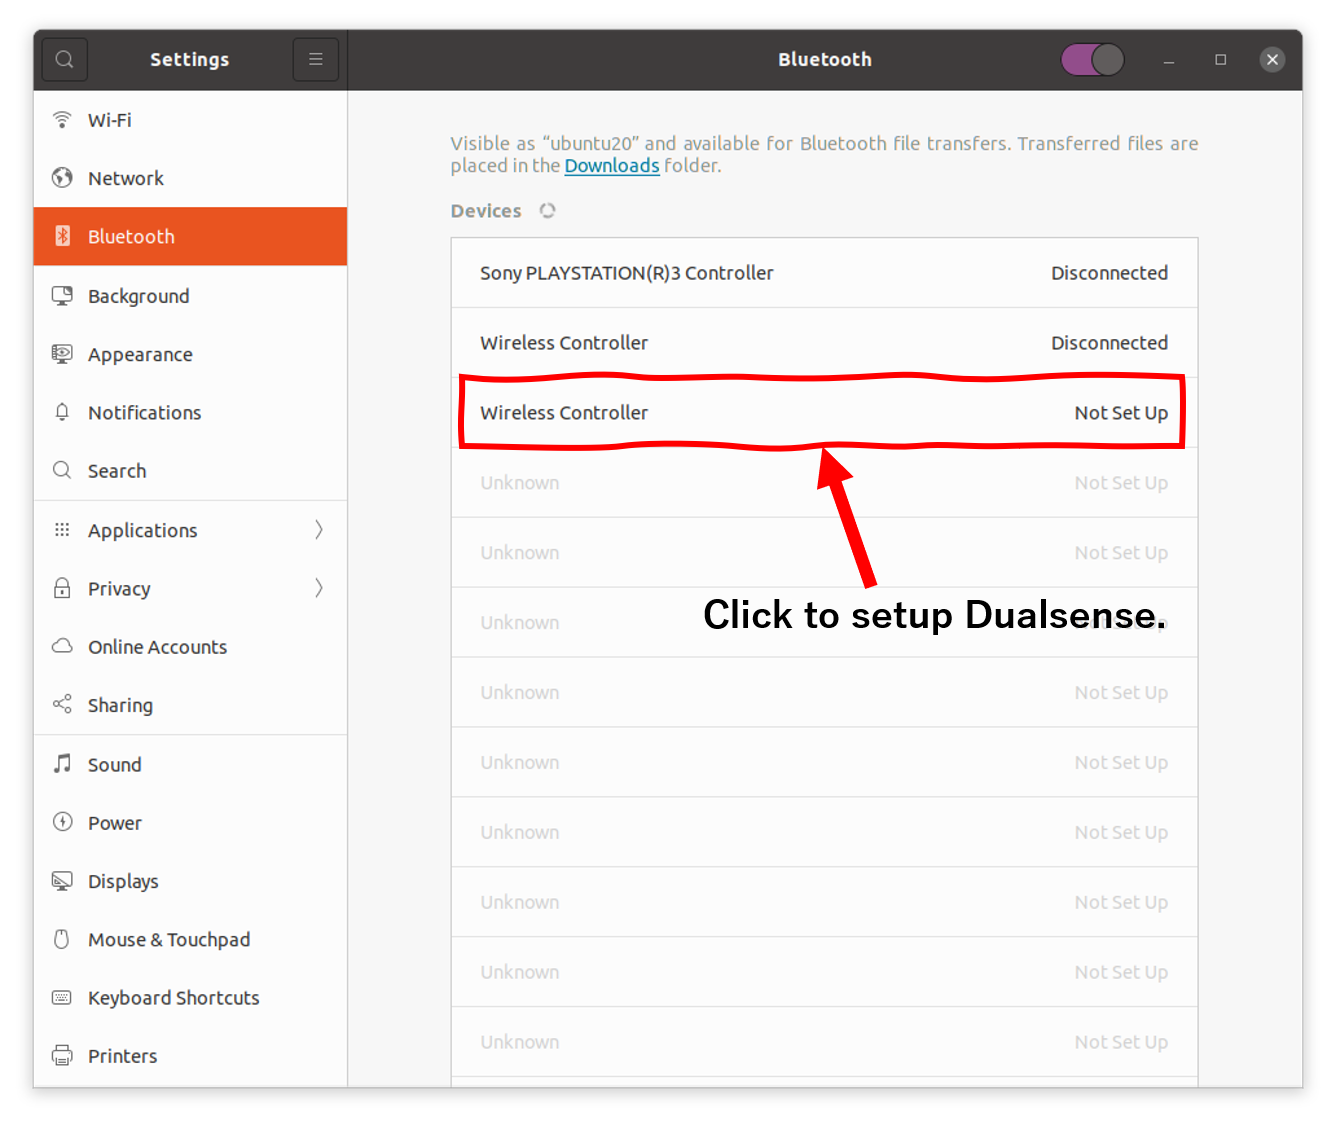 Settings
Bluetooth
Wi-Fi
Network
Bluetooth
Background
Appearance
Notifications
Search
Applications
Privacy
Online Accounts
Sharing
Sound
Power
Displays
Mouse & Touchpad
Keyboard Shortcuts
Printers
Visible as “ubuntu20” and available for Bluetooth file transfers. Transferred files are
placed in the Downloads folder.
Devices
Sony PLAYSTATION(R)3 Controller Disconnected
Wireless Controller Disconnected
Wireless Controller Not Set Up
Unknown Not Set Up
Unknown Not Set Up
Unknown Not Set Up
Click to setup Dualsense.
Unknown Not Set Up
Unknown Not Set Up
Unknown Not Set Up
Unknown Not Set Up
Unknown Not Set Up
Unknown Not Set Up